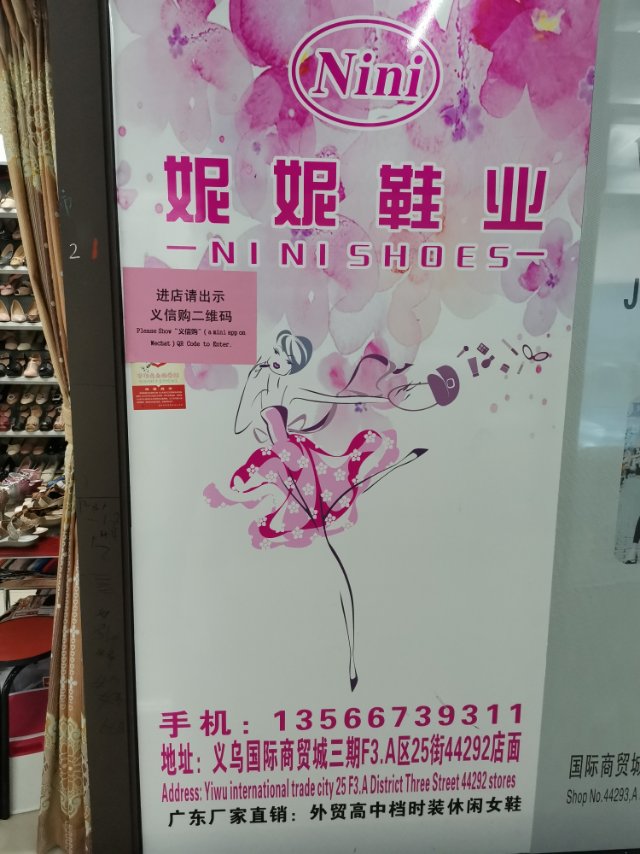 Nini
妮妮鞋业
NINI SHOES
进店请出示
义信购二维码
Please Show "义信购" ( a mini app on
Wechat ) QR Code to Enter.
手机：13566739311
地址：义乌国际商贸城三期F3.A区25街44292店面
Address: Yiwu international trade city 25 F3.A District Three Street 44292 stores
广东厂家直销：外贸高中档时装休闲女鞋
2
J
国际商贸城
Shop No.44293,A